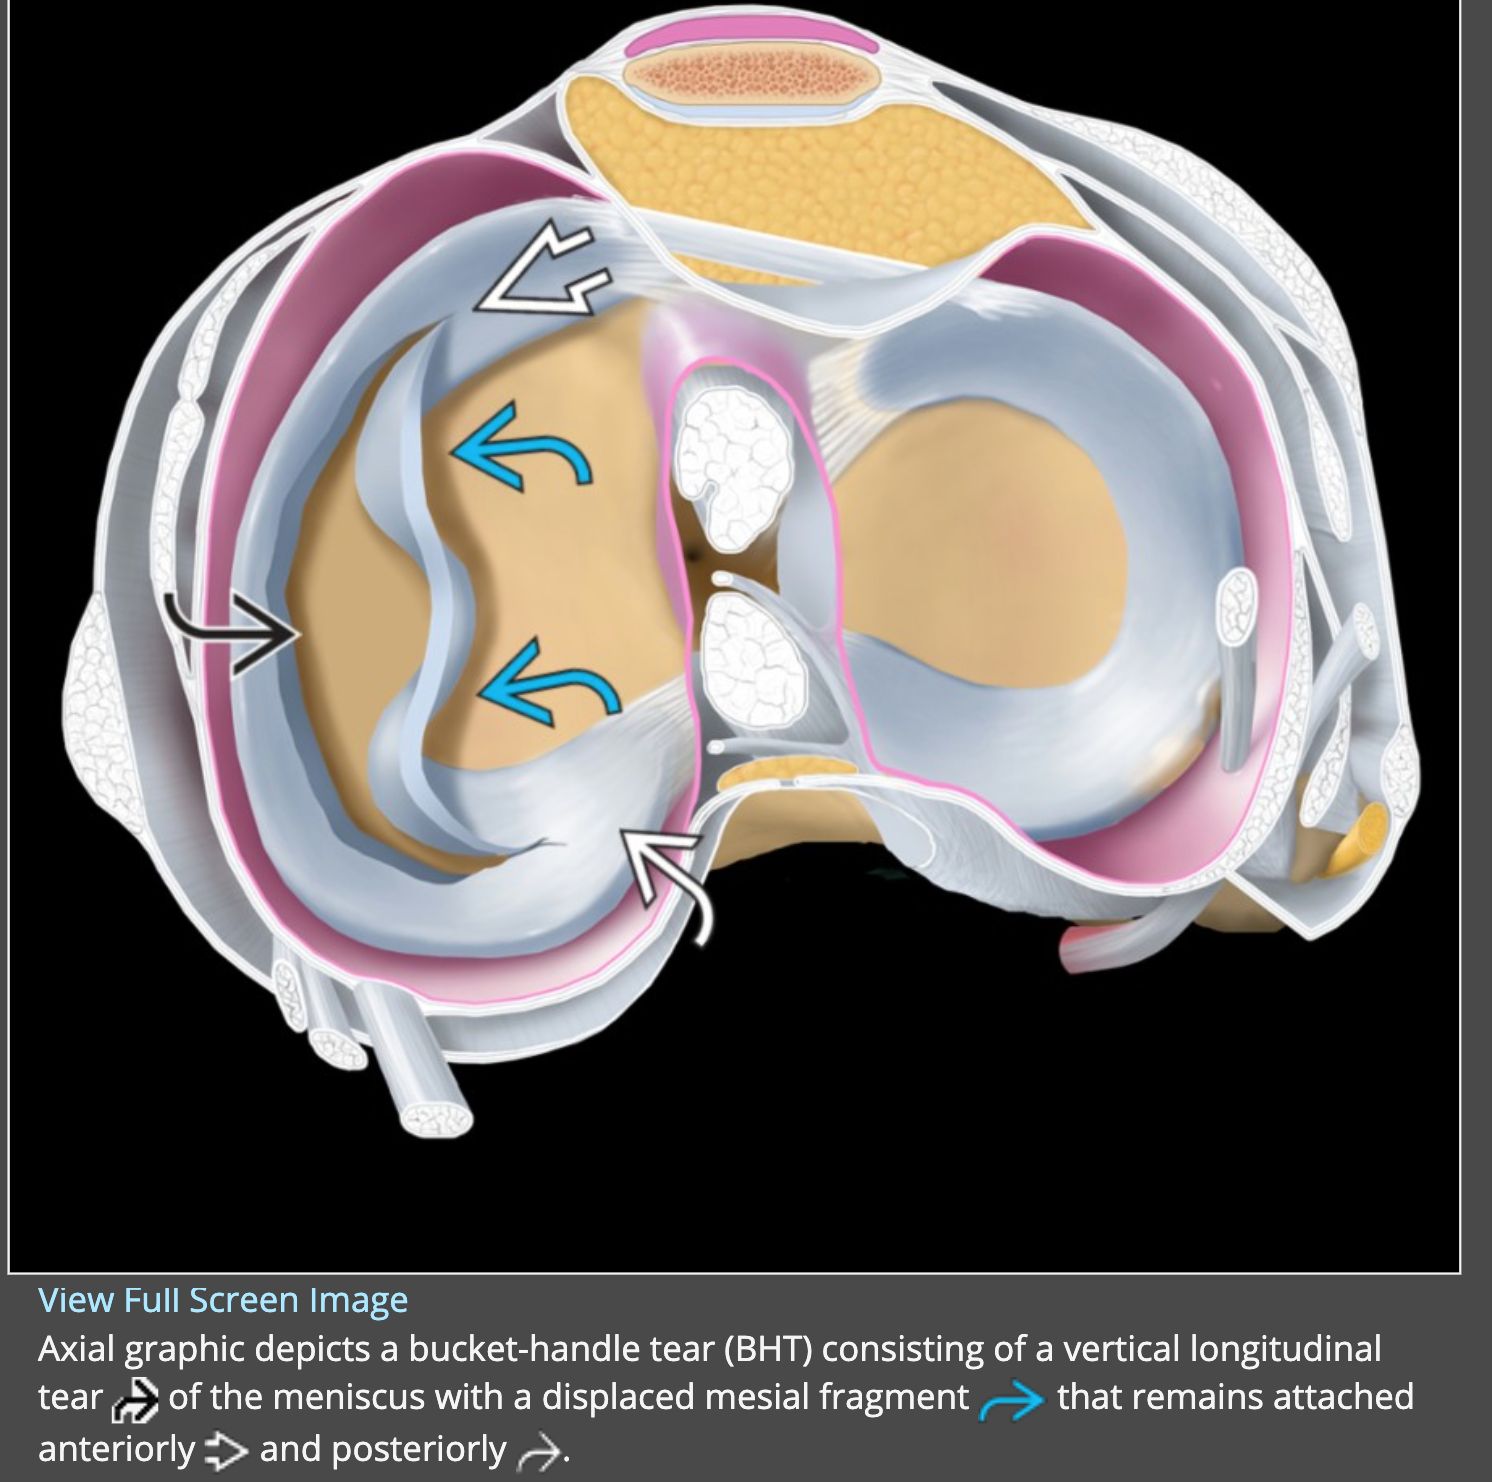 View Full Screen Image
Axial graphic depicts a bucket-handle tear (BHT) consisting of a vertical longitudinal
tear of the meniscus with a displaced mesial fragment that remains attached
anteriorly and posteriorly .